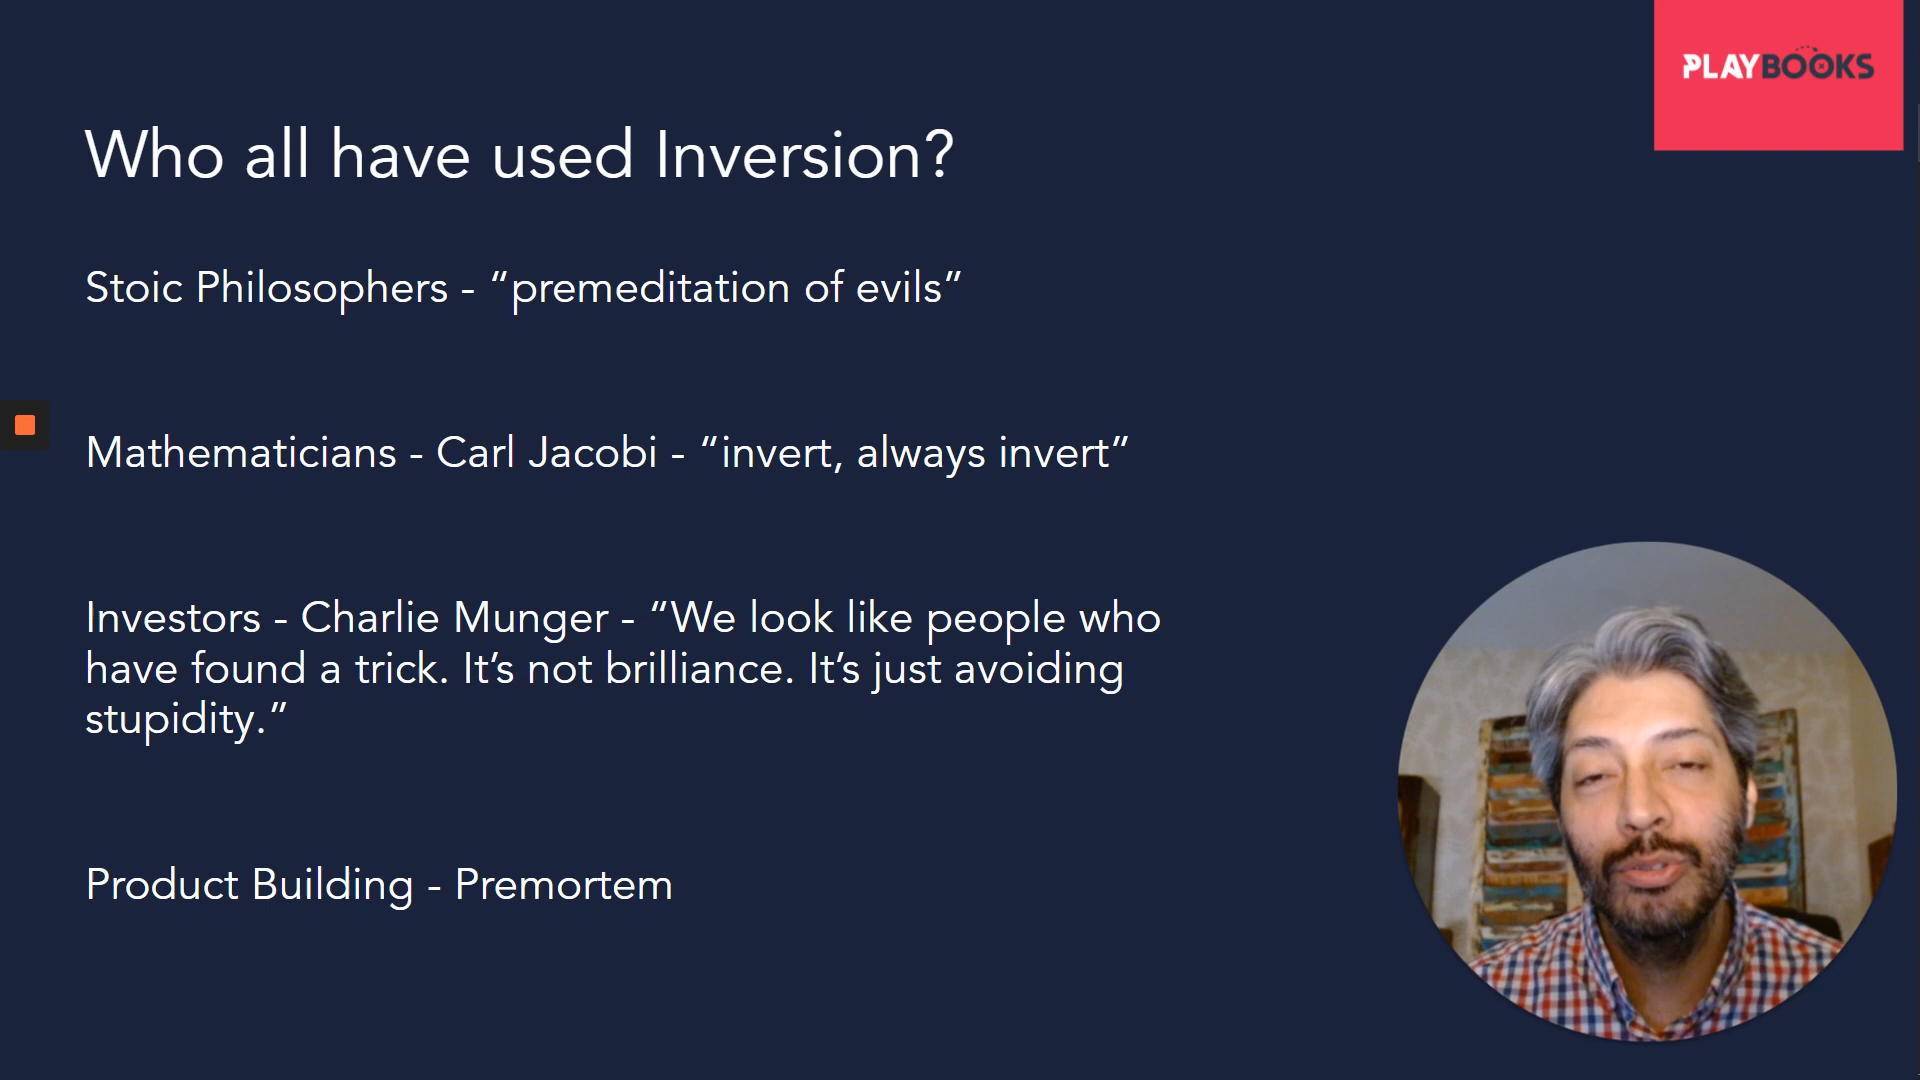 PLAYBOOKS
Who all have used Inversion?
Stoic Philosophers - “premeditation of evils”
Mathematicians - Carl Jacobi - “invert, always invert”
Investors - Charlie Munger - “We look like people who
have found a trick. It’s not brilliance. It’s just avoiding
stupidity.”
Product Building - Premortem